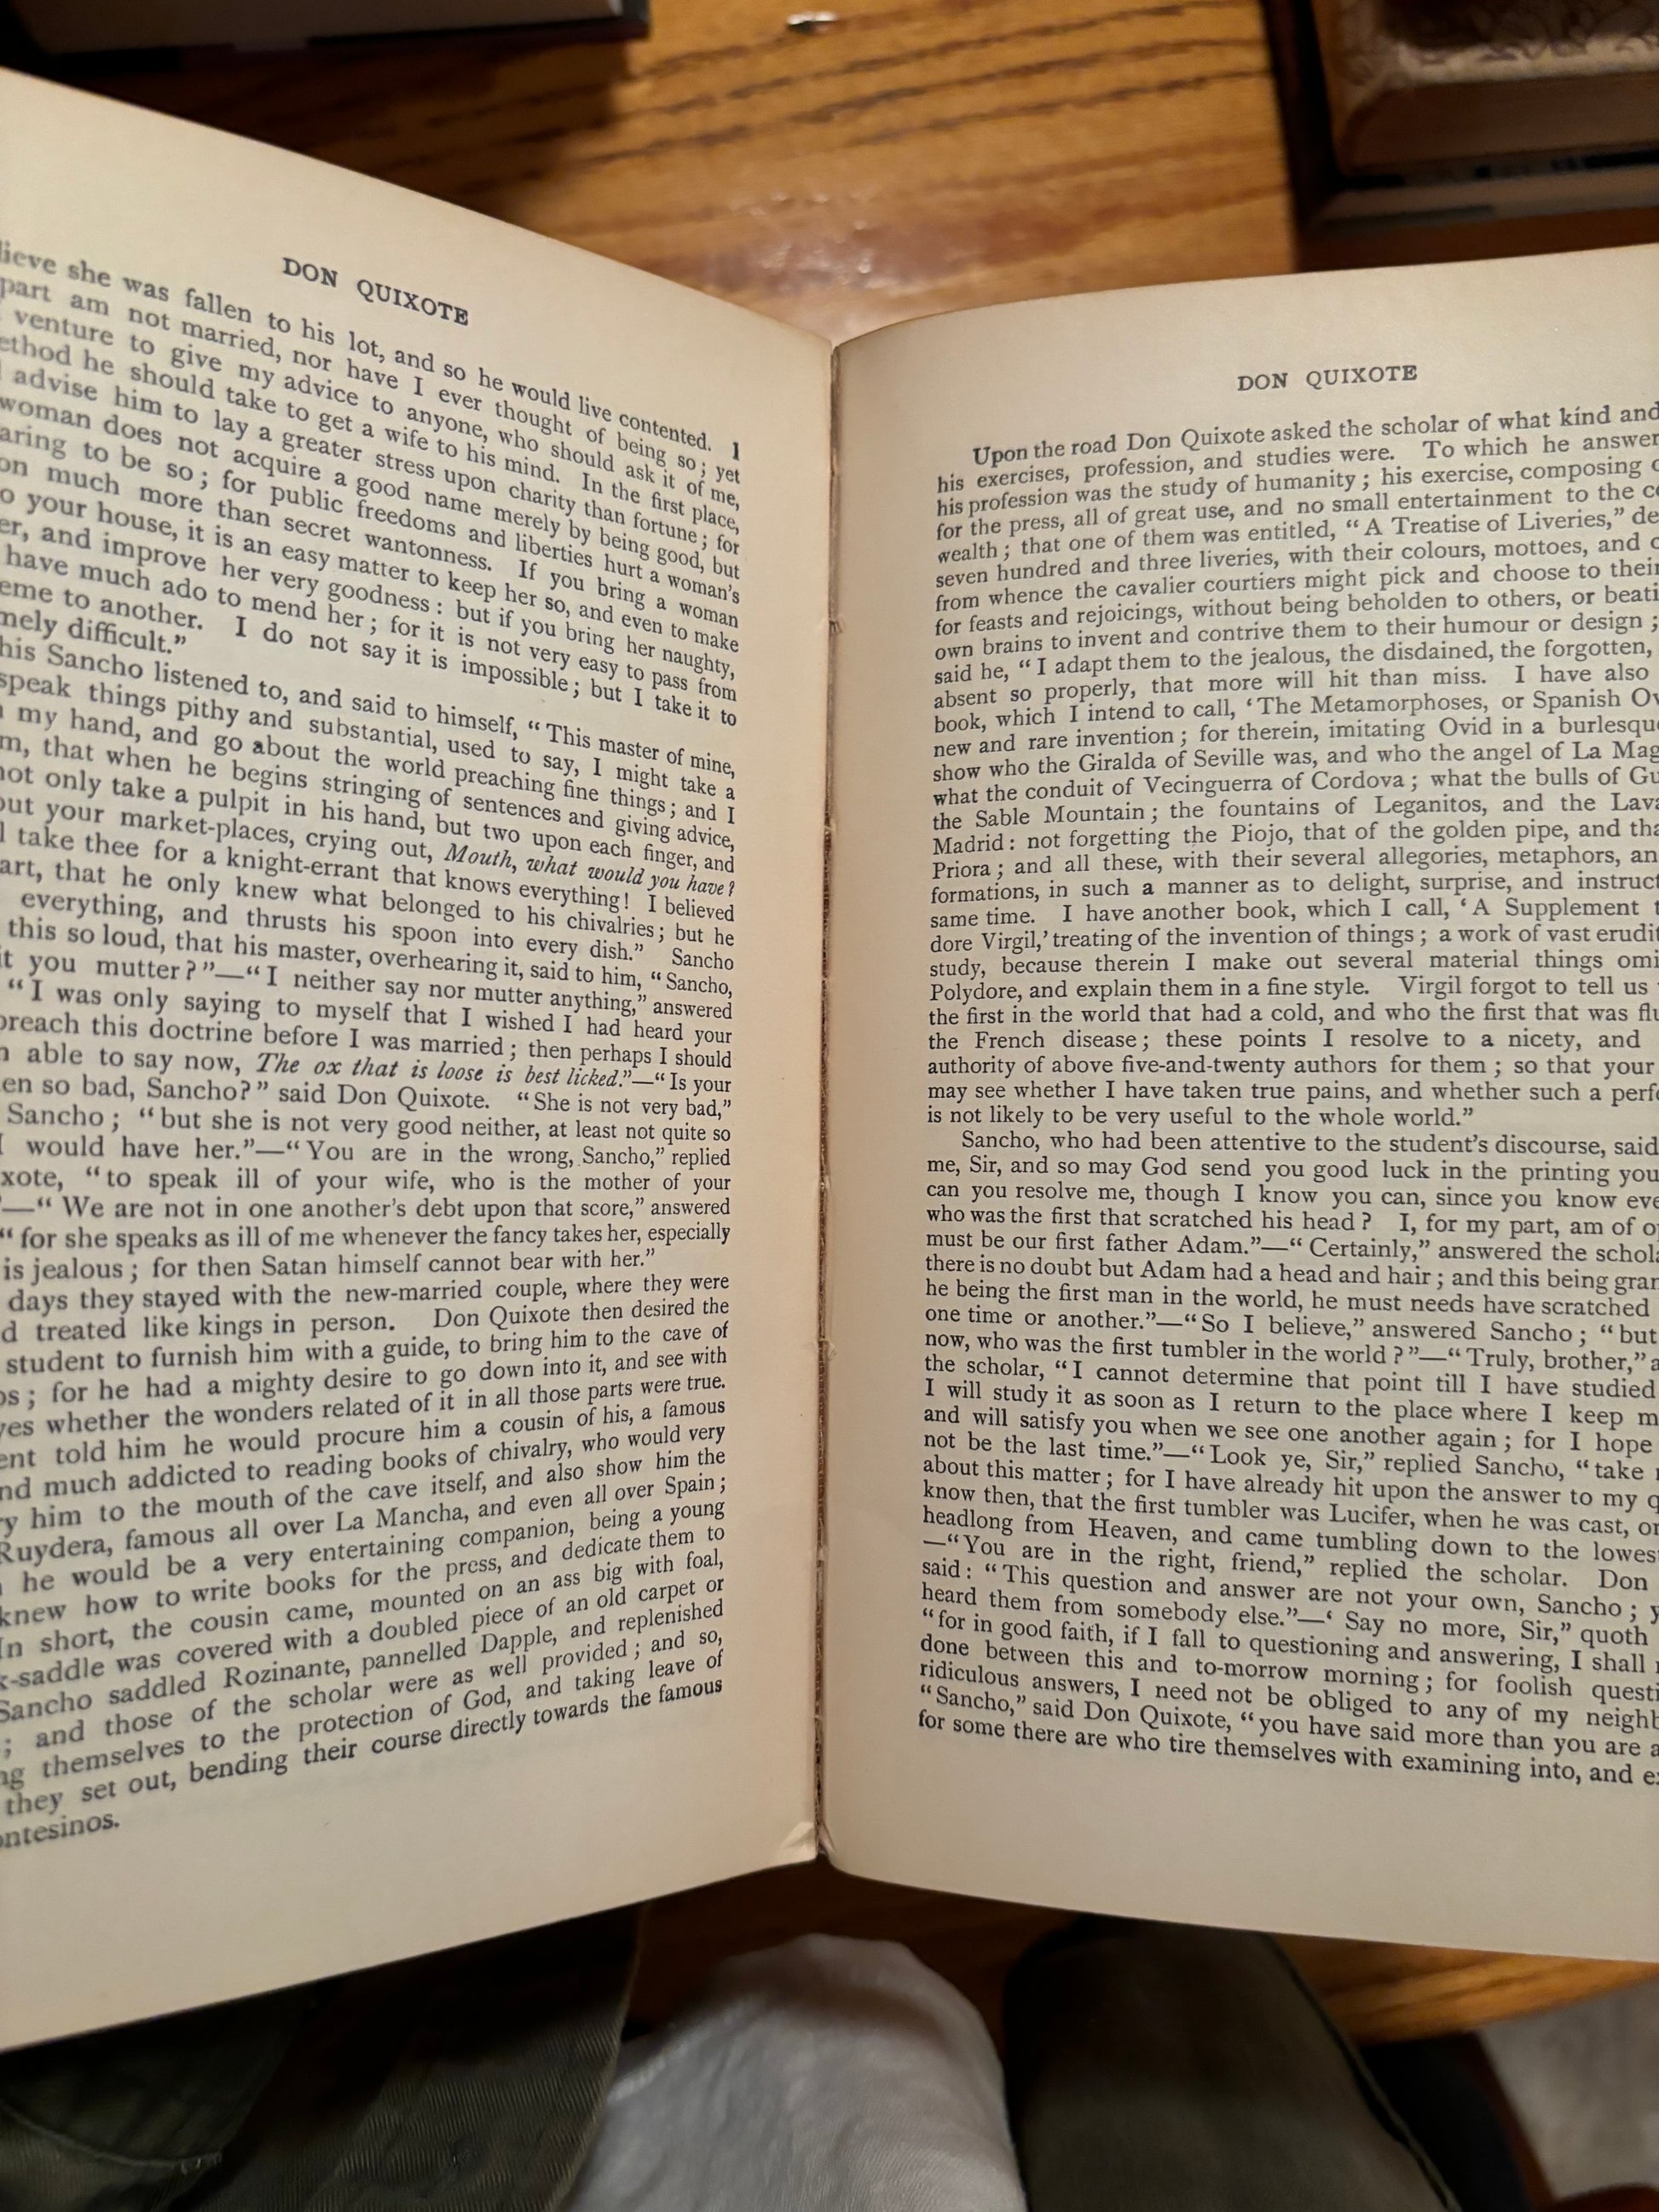 DON QUIXOTE
lieve she was fallen to his lot, and so he would live contented. I
part am not married, nor have I ever thought of being so; yet
venture to give my advice to anyone, who should ask it of me,
ethod he should take to get a wife to his mind. In the first place,
advise him to lay a greater stress upon charity than fortune; for
woman does not acquire a good name merely by being good, but
aring to be so; for public freedoms and liberties hurt a woman's
on much more than secret wantonness. If you bring a woman
o your house, it is an easy matter to keep her so, and even to make
er, and improve her very goodness: but if you bring her naughty,
have much ado to mend her; for it is not very easy to pass from
eme to another. I do not say it is impossible; but I take it to
mely difficult."
his Sancho listened to, and said to himself, "This master of mine,
speak things pithy and substantial, used to say, I might take a
my hand, and go about the world preaching fine things; and I
m, that when he begins stringing of sentences and giving advice,
not only take a pulpit in his hand, but two upon each finger, and
out your market-places, crying out, Mouth, what would you have?
l take thee for a knight-errant that knows everything! I believed
art, that he only knew what belonged to his chivalries; but he
everything, and thrusts his spoon into every dish." Sancho
this so loud, that his master, overhearing it, said to him, "Sancho,
it you mutter?"—"I neither say nor mutter anything," answered
"I was only saying to myself that I wished I had heard your
preach this doctrine before I was married; then perhaps I should
n able to say now, The ox that is loose is best licked."—"Is your
en so bad, Sancho?" said Don Quixote. "She is not very bad,"
Sancho; "but she is not very good neither, at least not quite so
I would have her."—"You are in the wrong, Sancho," replied
xote, "to speak ill of your wife, who is the mother of your
"—"We are not in one another's debt upon that score," answered
"for she speaks as ill of me whenever the fancy takes her, especially
is jealous; for then Satan himself cannot bear with her."
days they stayed with the new-married couple, where they were
d treated like kings in person. Don Quixote then desired the
student to furnish him with a guide, to bring him to the cave of
os; for he had a mighty desire to go down into it, and see with
yes whether the wonders related of it in all those parts were true.
ent told him he would procure him a cousin of his, a famous
nd much addicted to reading books of chivalry, who would very
ry him to the mouth of the cave itself, and also show him the
Ruydera, famous all over La Mancha, and even all over Spain;
he would be a very entertaining companion, being a young
knew how to write books for the press, and dedicate them to
In short, the cousin came, mounted on an ass big with foal,
k-saddle was covered with a doubled piece of an old carpet or
Sancho saddled Rozinante, pannelled Dapple, and replenished
; and those of the scholar were as well provided; and so,
ng themselves to the protection of God, and taking leave of
they set out, bending their course directly towards the famous
ontesinos.
DON QUIXOTE
Upon the road Don Quixote asked the scholar of what kind and
his exercises, profession, and studies were. To which he answer
his profession was the study of humanity; his exercise, composing
for the press, all of great use, and no small entertainment to the c
wealth; that one of them was entitled, "A Treatise of Liveries," de
seven hundred and three liveries, with their colours, mottoes, and c
from whence the cavalier courtiers might pick and choose to their
for feasts and rejoicings, without being beholden to others, or beati
own brains to invent and contrive them to their humour or design;
said he, "I adapt them to the jealous, the disdained, the forgotten,
absent so properly, that more will hit than miss. I have also
book, which I intend to call, 'The Metamorphoses, or Spanish Ov
new and rare invention; for therein, imitating Ovid in a burlesqu
show who the Giralda of Seville was, and who the angel of La Mag
what the conduit of Vecinguerra of Cordova; what the bulls of Gu
the Sable Mountain; the fountains of Leganitos, and the Lava
Madrid: not forgetting the Piojo, that of the golden pipe, and tha
Priora; and all these, with their several allegories, metaphors, an
formations, in such a manner as to delight, surprise, and instruct
same time. I have another book, which I call, 'A Supplement t
dore Virgil,' treating of the invention of things; a work of vast erudit
study, because therein I make out several material things omi
Polydore, and explain them in a fine style. Virgil forgot to tell us
the first in the world that had a cold, and who the first that was flu
the French disease; these points I resolve to a nicety, and
authority of above five-and-twenty authors for them; so that your
may see whether I have taken true pains, and whether such a perf
is not likely to be very useful to the whole world."
Sancho, who had been attentive to the student's discourse, said
me, Sir, and so may God send you good luck in the printing you
can you resolve me, though I know you can, since you know eve
who was the first that scratched his head? I, for my part, am of o
must be our first father Adam."—"Certainly," answered the schol
there is no doubt but Adam had a head and hair; and this being gran
he being the first man in the world, he must needs have scratched
one time or another."—"So I believe," answered Sancho; "but
now, who was the first tumbler in the world?"—"Truly, brother," a
the scholar, "I cannot determine that point till I have studied
I will study it as soon as I return to the place where I keep m
and will satisfy you when we see one another again; for I hope
not be the last time."—"Look ye, Sir," replied Sancho, "take
about this matter; for I have already hit upon the answer to my q
know then, that the first tumbler was Lucifer, when he was cast, or
headlong from Heaven, and came tumbling down to the lowes
—"You are in the right, friend," replied the scholar. Don
said: "This question and answer are not your own, Sancho; y
heard them from somebody else."—' Say no more, Sir," quoth
"for in good faith, if I fall to questioning and answering, I shall
done between this and to-morrow morning; for foolish questi
ridiculous answers, I need not be obliged to any of my neighb
"Sancho," said Don Quixote, "you have said more than you are a
for some there are who tire themselves with examining into, and e